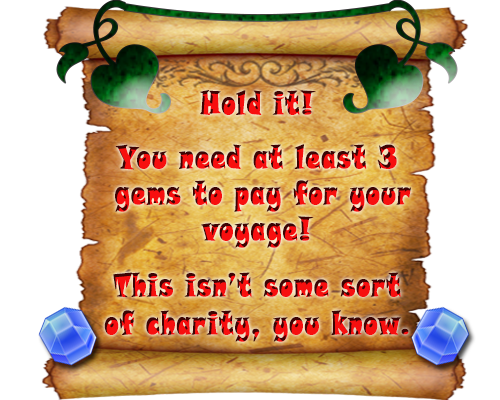 Hold it!
You need at least 3
gems to pay for your
voyage!
This isn't some sort
of charity, you know.